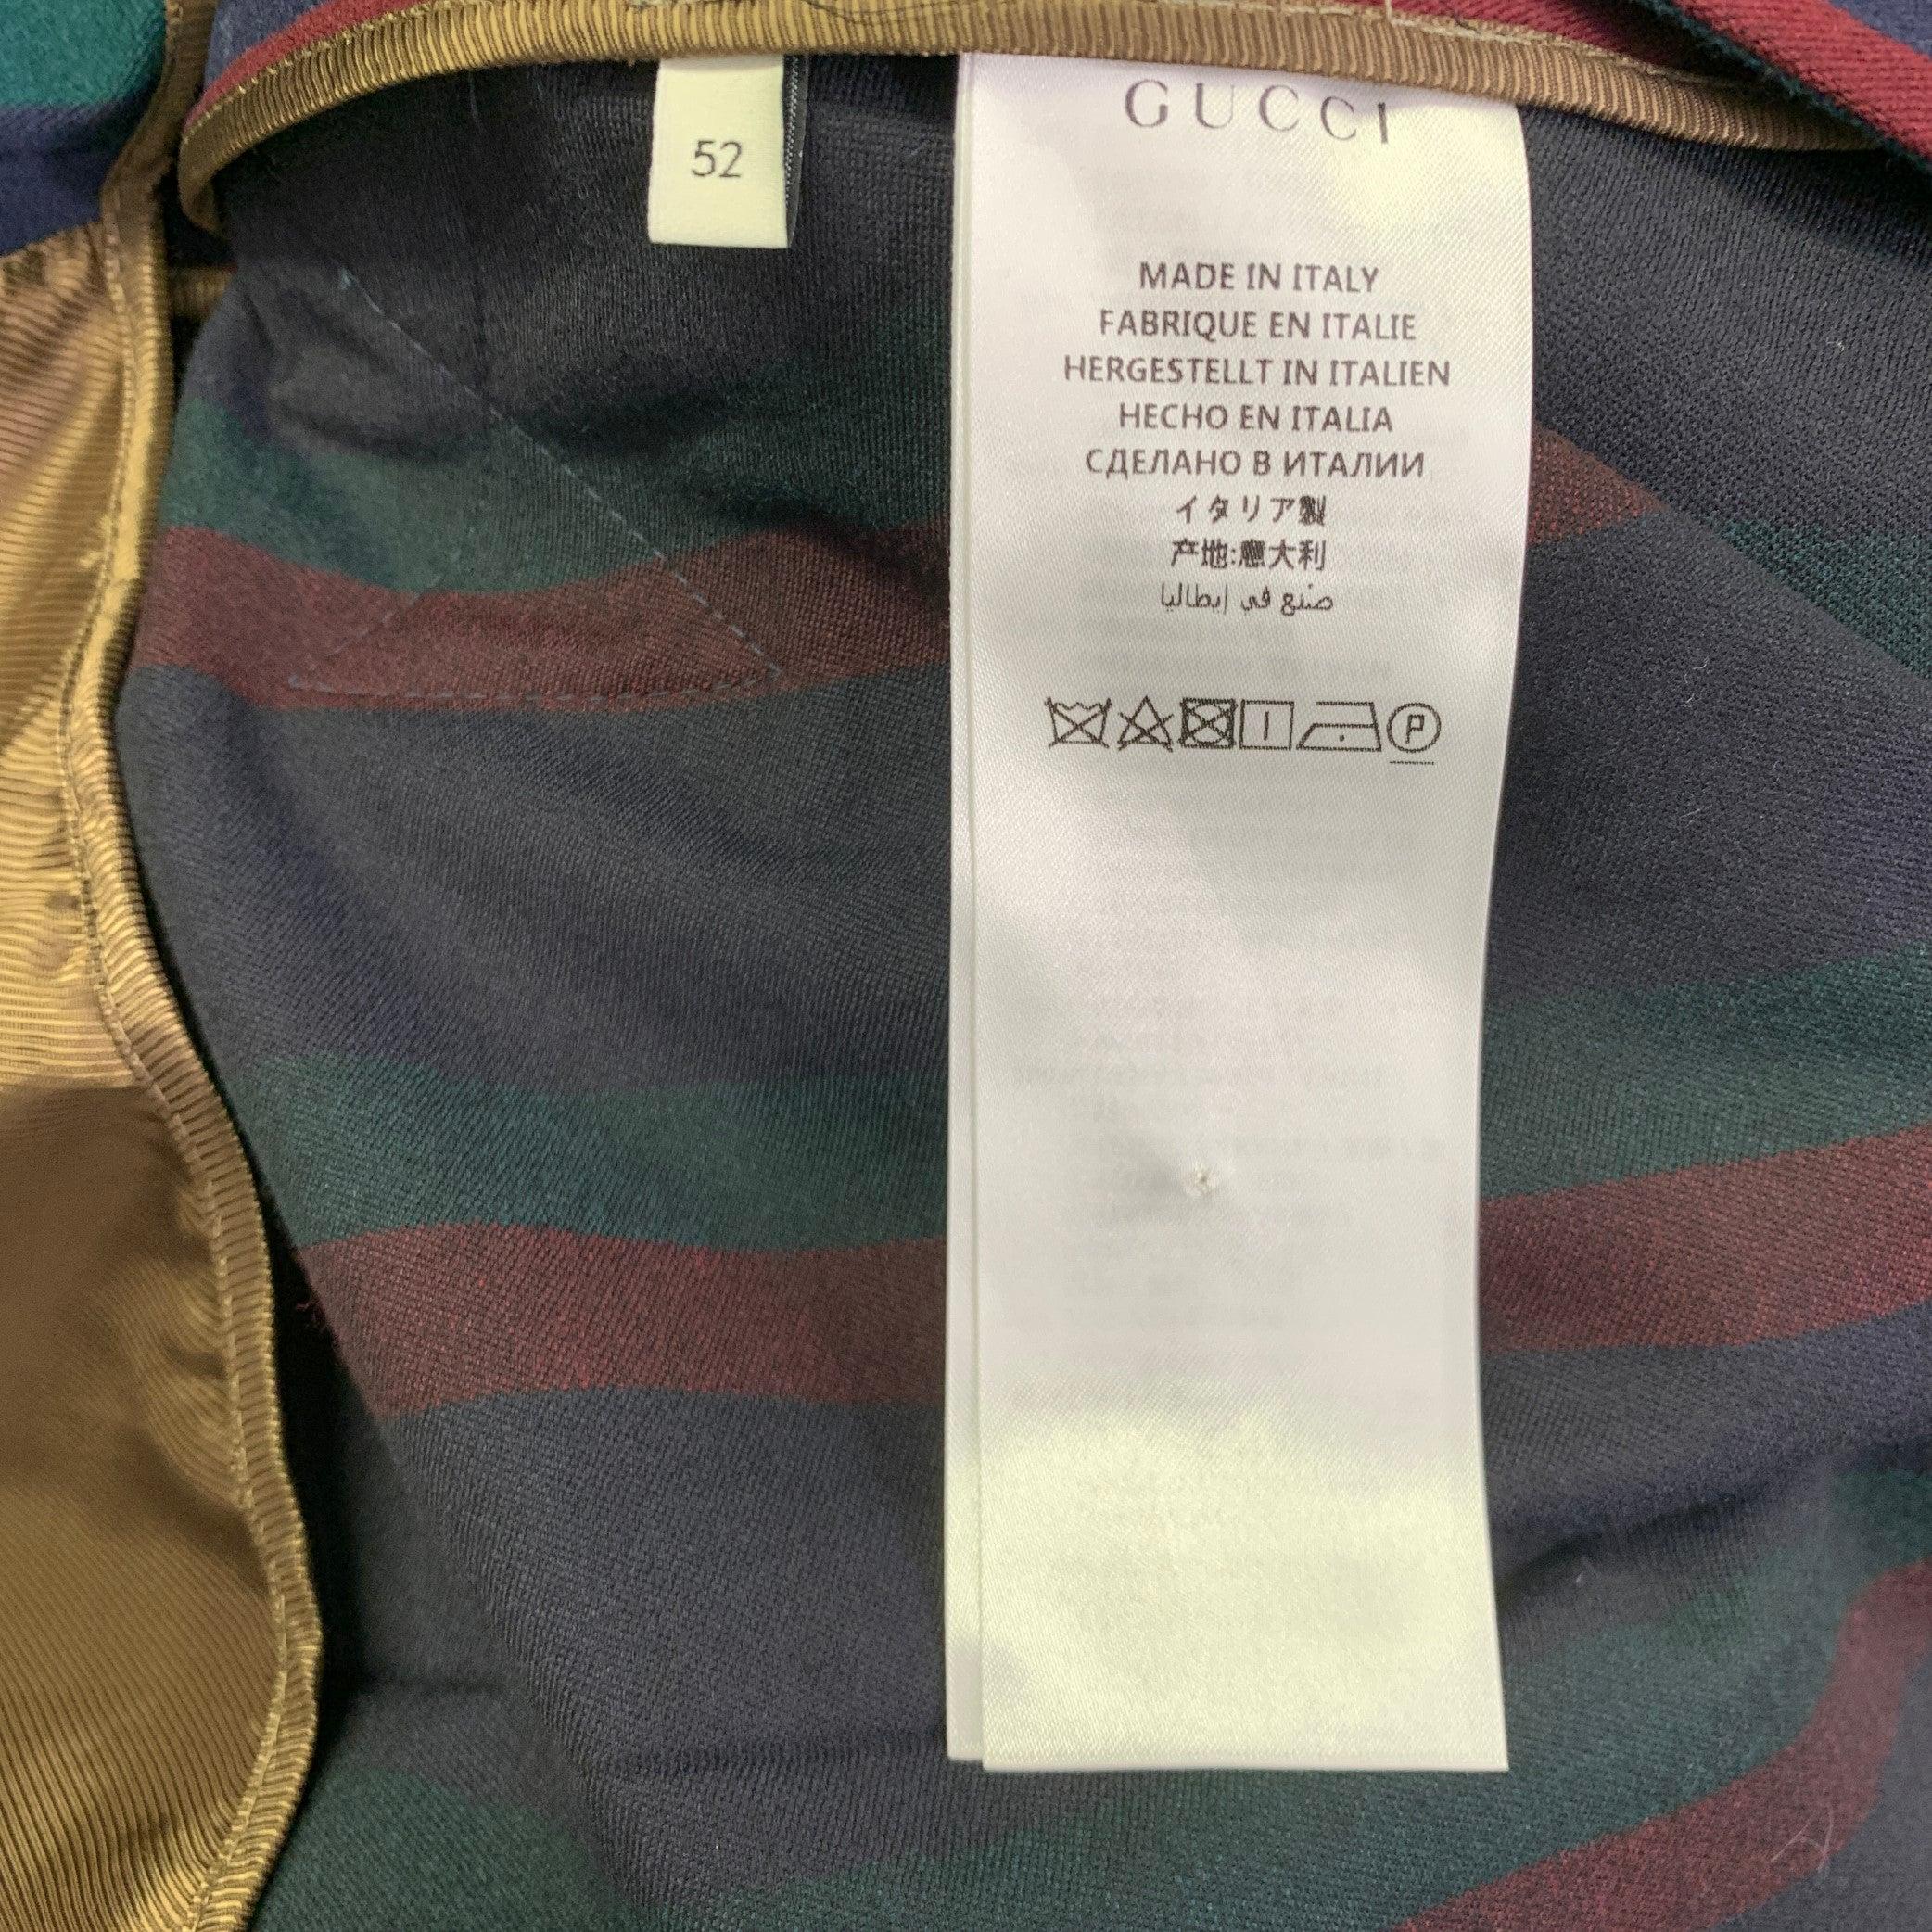 GUCCI
52
MADE IN ITALY
FABRIQUE EN ITALIE
HERGESTELLT IN ITALIEN
HECHO EN ITALIA
СДЕЛАНО В ИТАЛИИ
イタリア製
产地:意大利
صنع في إيطاليا
P